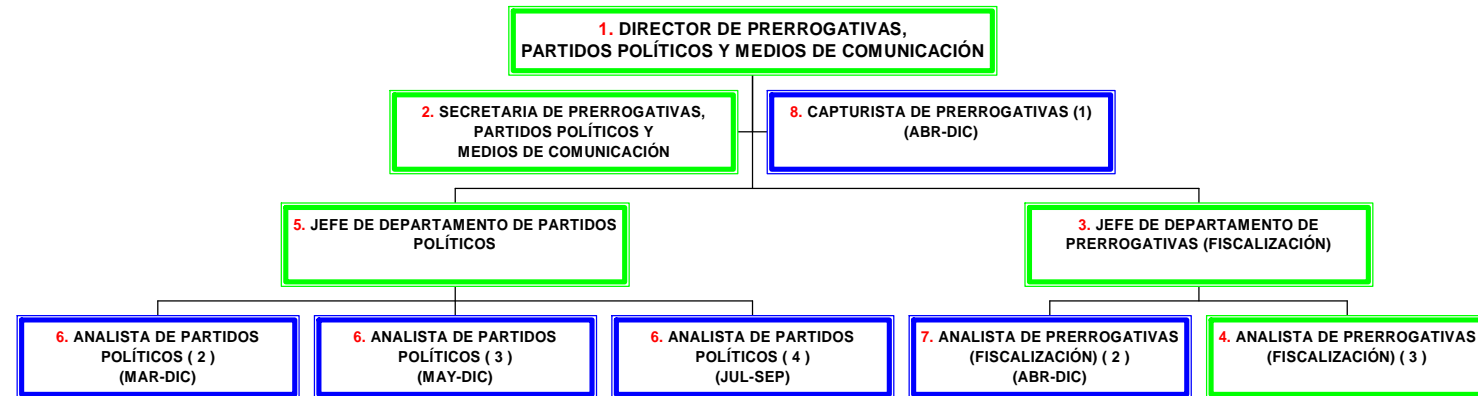 1. DIRECTOR DE PRERROGATIVAS,
PARTIDOS POLÍTICOS Y MEDIOS DE COMUNICACIÓN
2. SECRETARIA DE PRERROGATIVAS,
PARTIDOS POLÍTICOS Y
MEDIOS DE COMUNICACIÓN
8. CAPTURISTA DE PRERROGATIVAS (1)
(ABR-DIC)
5. JEFE DE DEPARTAMENTO DE PARTIDOS
POLÍTICOS
3. JEFE DE DEPARTAMENTO DE
PRERROGATIVAS (FISCALIZACIÓN)
6. ANALISTA DE PARTIDOS
POLÍTICOS ( 2 )
(MAR-DIC)
6. ANALISTA DE PARTIDOS
POLÍTICOS ( 3 )
(MAY-DIC)
6. ANALISTA DE PARTIDOS
POLÍTICOS ( 4 )
(JUL-SEP)
7. ANALISTA DE PRERROGATIVAS
(FISCALIZACIÓN) ( 2 )
(ABR-DIC)
4. ANALISTA DE PRERROGATIVAS
(FISCALIZACIÓN) ( 3 )